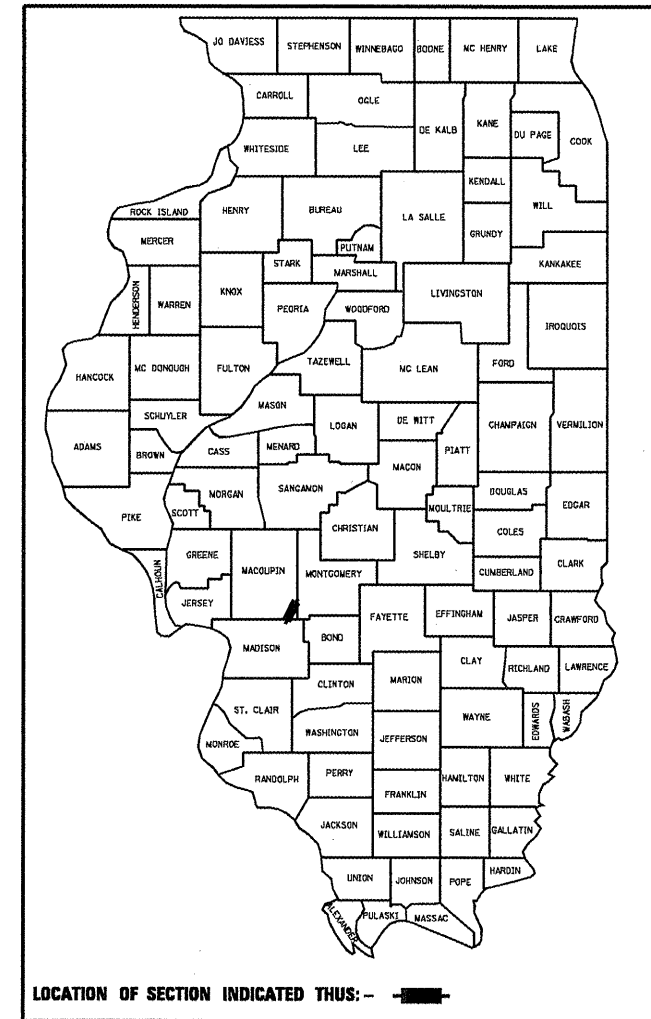 JO DAVIESS
STEPHENSON
WINNEBAGO
BOONE
MC HENRY
LAKE
CARROLL
OGLE
DE KALB
KANE
DU PAGE
COOK
WHITESIDE
LEE
KENDALL
WILL
ROCK ISLAND
HENRY
BUREAU
LA SALLE
GRUNDY
MERCER
PUTNAM
STARK
MARSHALL
KANKAKEE
HENDERSON
WARREN
KNOX
PEORIA
WOODFORD
LIVINGSTON
IROQUOIS
HANCOCK
MC DONOUGH
FULTON
TAZEWELL
MC LEAN
FORD
SCHUYLER
MASON
LOGAN
DE WITT
CHAMPAIGN
VERMILION
ADAMS
BROWN
CASS
MENARD
MACON
PIATT
PIKE
SCOTT
MORGAN
SANGAMON
CHRISTIAN
MOULTRIE
DOUGLAS
EDGAR
COLES
GREENE
MACOUPIN
MONTGOMERY
SHELBY
CUMBERLAND
CLARK
CALHOUN
JERSEY
FAYETTE
EFFINGHAM
JASPER
CRAWFORD
MADISON
BOND
CLAY
RICHLAND
LAWRENCE
CLINTON
MARION
ST. CLAIR
WAYNE
EDWARDS
WABASH
WASHINGTON
JEFFERSON
MONROE
RANDOLPH
PERRY
HAMILTON
WHITE
FRANKLIN
JACKSON
WILLIAMSON
SALINE
GALLATIN
UNION
JOHNSON
POPE
HARDIN
ALEXANDER
PULASKI
MASSAC
LOCATION OF SECTION INDICATED THUS: –